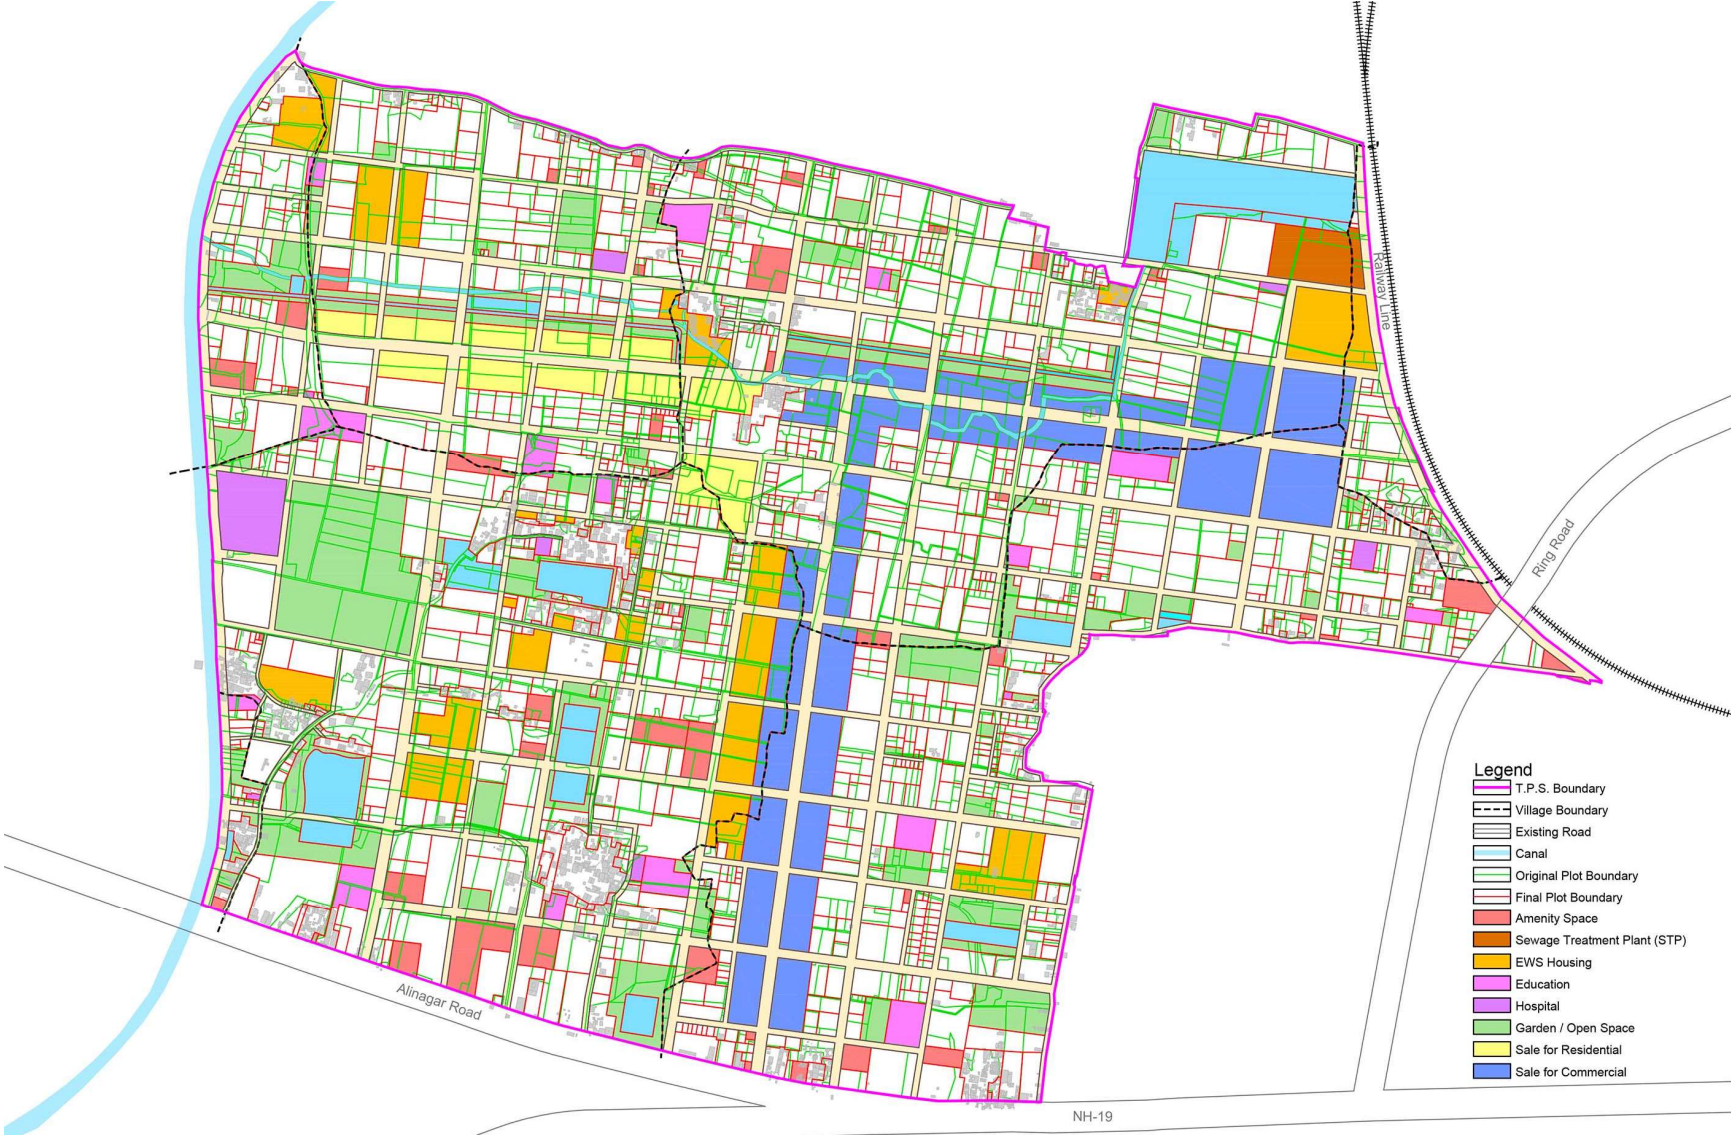 Railway Line
Ring Road
Legend
T.P.S. Boundary
Village Boundary
Existing Road
Canal
Original Plot Boundary
Final Plot Boundary
Amenity Space
Sewage Treatment Plant (STP)
EWS Housing
Education
Hospital
Garden / Open Space
Sale for Residential
Sale for Commercial
Alinagar Road
NH-19